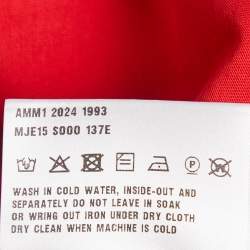 AMM1 2024 1993
MJE15 S000 137E
WASH IN COLD WATER, INSIDE-OUT AND
SEPARATELY DO NOT LEAVE IN SOAK
OR WRING OUT IRON UNDER DRY CLOTH
DRY CLEAN WHEN MACHINE IS COLD